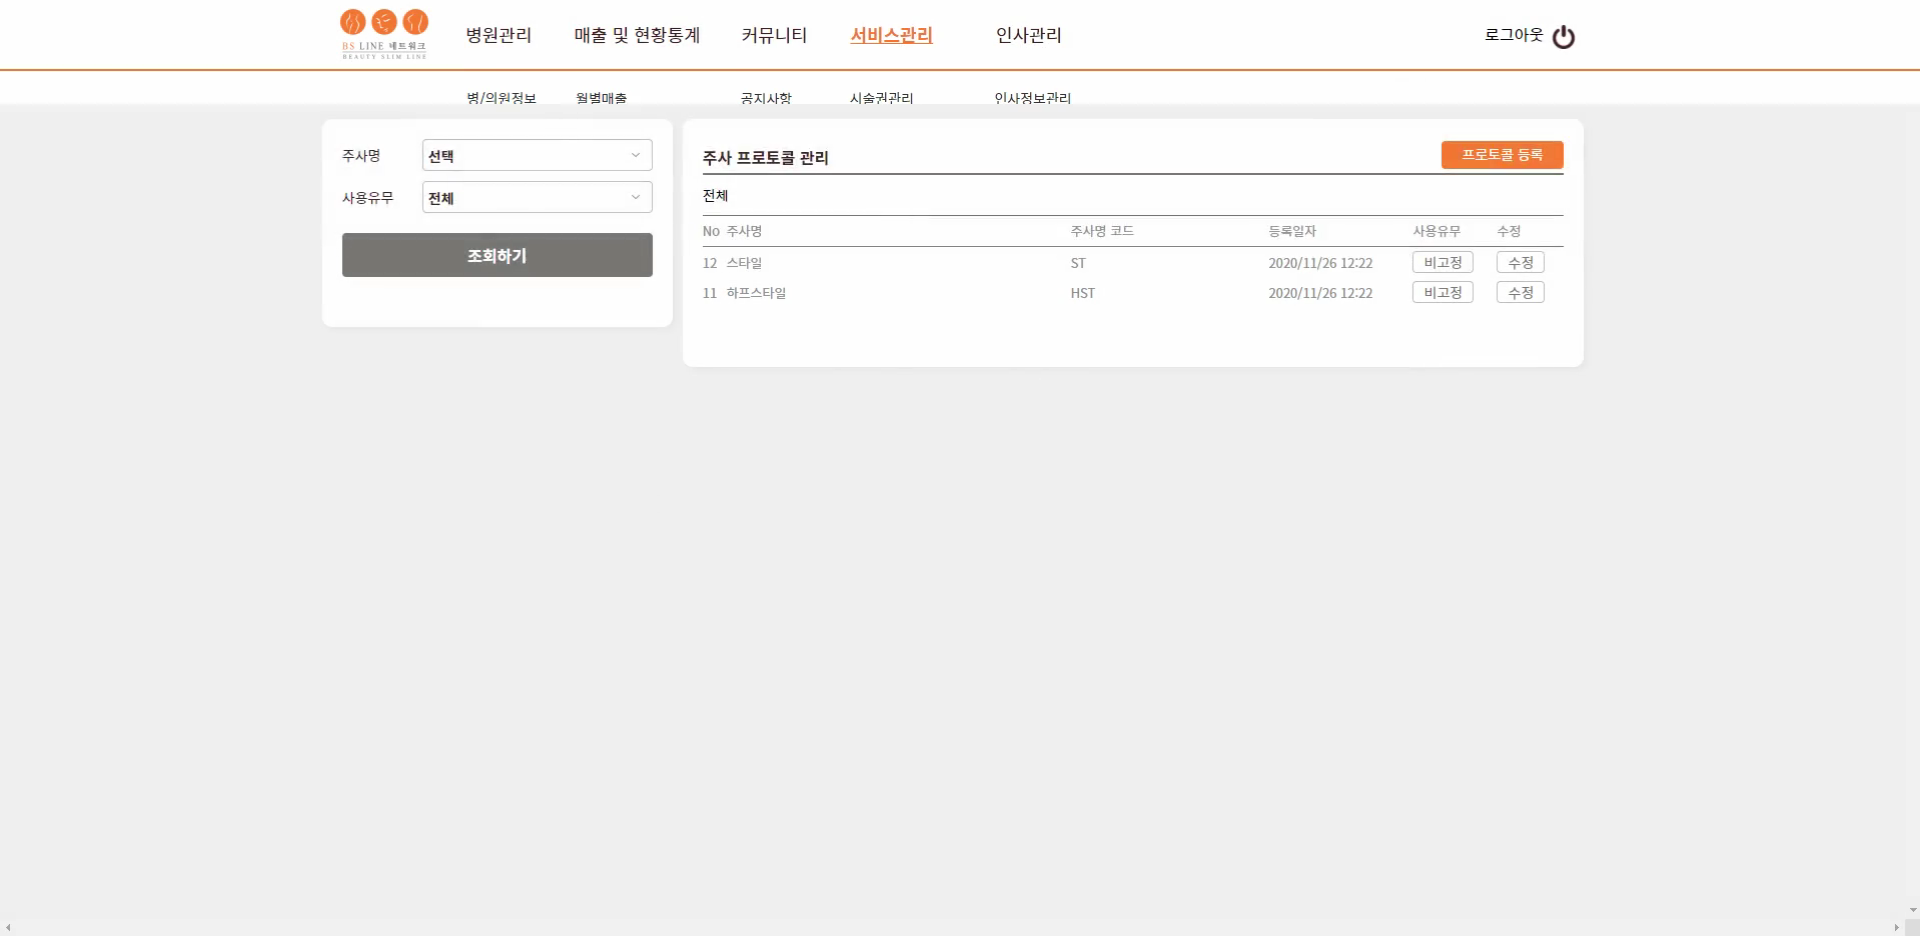 BS LINE 네트워크
BEAUTY SLIM LINE
병원관리 매출 및 현황통계 커뮤니티 서비스관리 인사관리 로그아웃
병/의원정보 월별매출 공지사항 시술권관리 인사정보관리
주사명 선택
사용유무 전체
조회하기
주사 프로토콜 관리 프로토콜 등록
전체
No 주사명 주사명 코드 등록일자 사용유무 수정
12 스타일 ST 2020/11/26 12:22 비고정 수정
11 하프스타일 HST 2020/11/26 12:22 비고정 수정